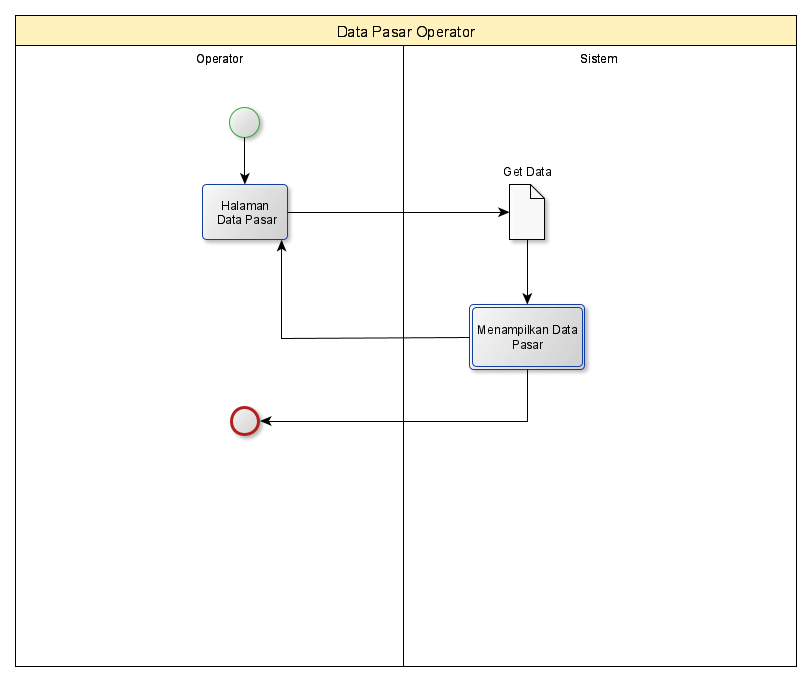 Data Pasar Operator
Operator
Sistem
Get Data
Halaman
Data Pasar
Menampilkan Data
Pasar